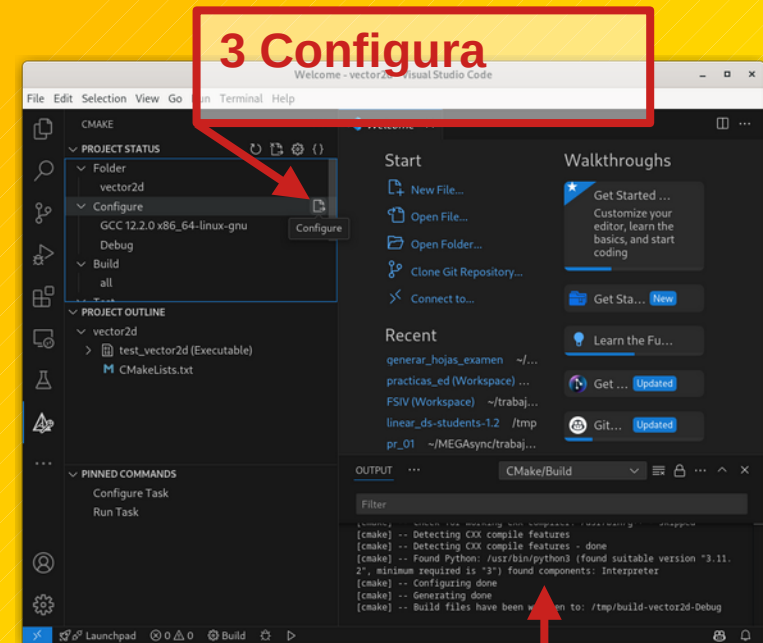 3 Configura
Welcome - vector2d - Visual Studio Code
File Edit Selection View Go Run Terminal Help
CMAKE
PROJECT STATUS
Folder
vector2d
Configure
GCC 12.2.0 x86_64-linux-gnu
Debug
Build
all
Configure
PROJECT OUTLINE
vector2d
test_vector2d (Executable)
CMakeLists.txt
PINNED COMMANDS
Configure Task
Run Task
Welcome
Start
New File...
Open File...
Open Folder...
Clone Git Repository...
Connect to...
Recent
generar_hojas_examen ~/...
practicas_ed (Workspace) ...
FSIV (Workspace) ~/trabaj...
linear_ds-students-1.2 /tmp
pr_01 ~/MEGAsync/trabaj...
Walkthroughs
Get Started ...
Customize your
editor, learn the
basics, and start
coding
Get Sta... New
Learn the Fu...
Get ... Updated
Git... Updated
OUTPUT ... CMake/Build
Filter
[cmake] -- Detecting CXX compile features
[cmake] -- Detecting CXX compile features - done
[cmake] -- Found Python: /usr/bin/python3 (found suitable version "3.11.
2", minimum required is "3") found components: Interpreter
[cmake] -- Configuring done
[cmake] -- Generating done
[cmake] -- Build files have been written to: /tmp/build-vector2d-Debug
Launchpad 0 0 Build